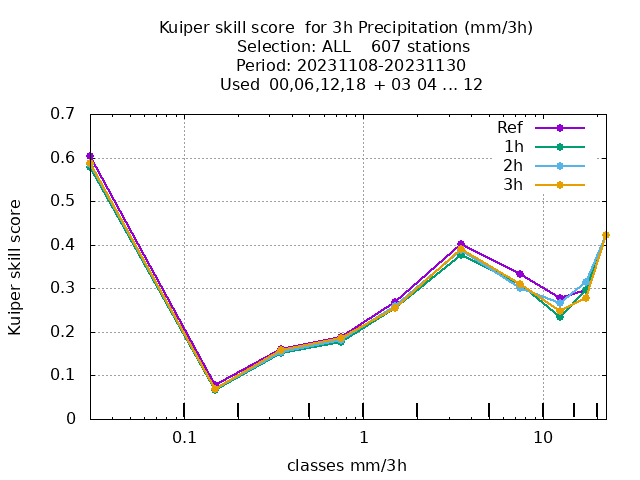 Kuiper skill score  for 3h Precipitation (mm/3h)
Selection: ALL    607 stations
Period: 20231108-20231130
Used  00,06,12,18  + 03 04 ... 12
Ref
1h
2h
3h
0.7
0.6
0.5
0.4
0.3
0.2
0.1
0
Kuiper skill score
0.1
1
10
classes mm/3h